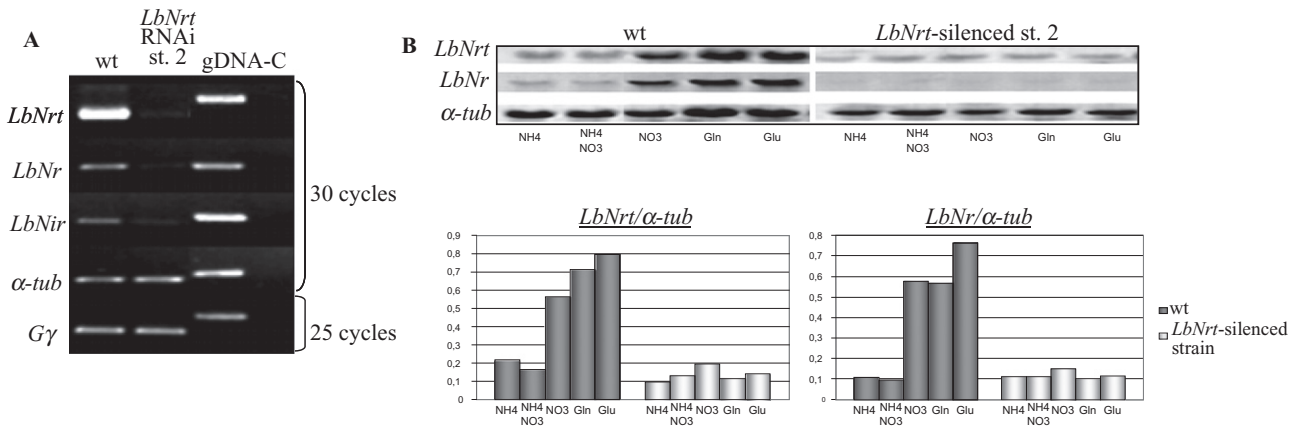 A
LbNrt
RNAi
wt st. 2 gDNA-C
LbNrt
LbNr
LbNir
α-tub
Gγ
30 cycles
25 cycles
B
wt LbNrt-silenced st. 2
LbNrt
LbNr
α-tub
NH4 NH4 NO3 Gln Glu NH4 NH4 NO3 Gln Glu
NO3 NO3
LbNrt/α-tub
0,9
0,8
0,7
0,6
0,5
0,4
0,3
0,2
0,1
0
NH4 NH4 NO3 Gln Glu NH4 NH4 NO3 Gln Glu
NO3 NO3
LbNr/α-tub
0,8
0,7
0,6
0,5
0,4
0,3
0,2
0,1
0
NH4 NH4 NO3 Gln Glu NH4 NH4 NO3 Gln Glu
NO3 NO3
wt
LbNrt-silenced
strain